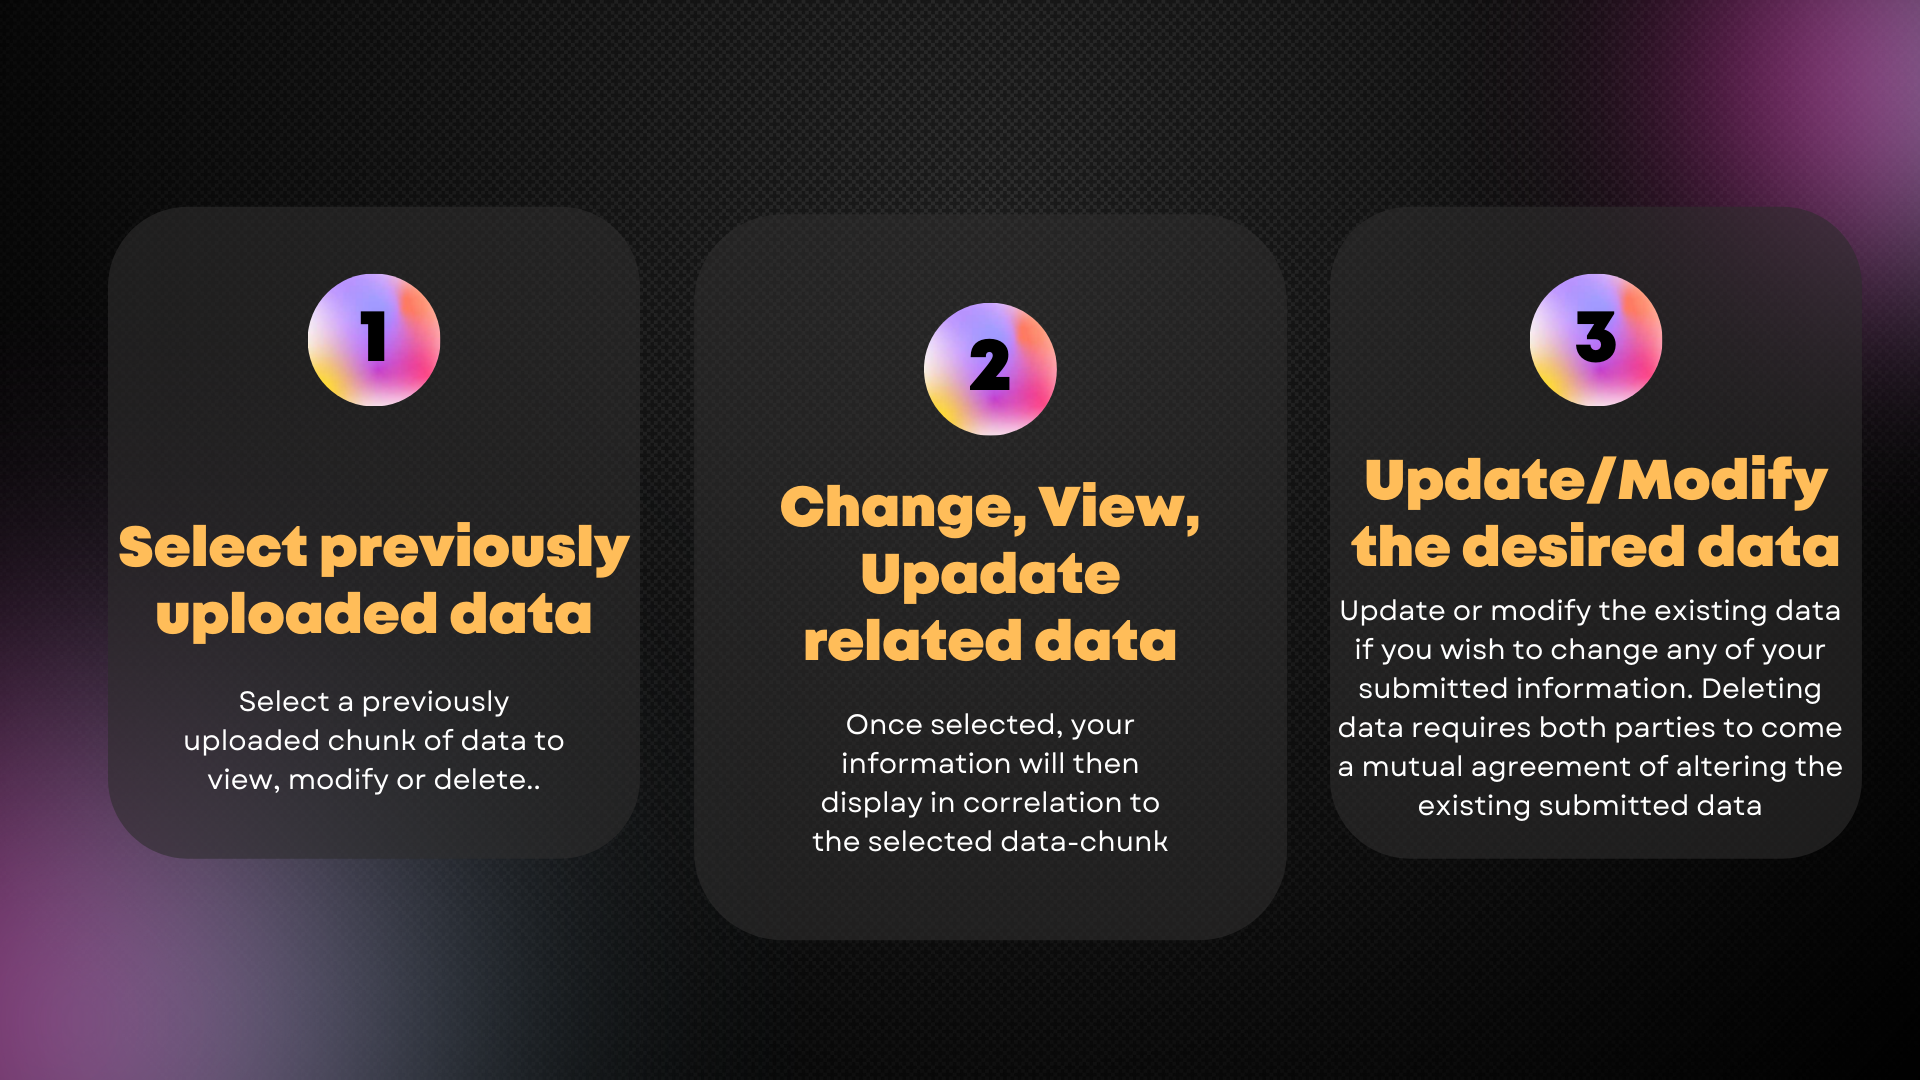 1
Select previously
uploaded data
Select a previously
uploaded chunk of data to
view, modify or delete..
2
Change, View,
Upadate
related data
Once selected, your
information will then
display in correlation to
the selected data-chunk
3
Update/Modify
the desired data
Update or modify the existing data
if you wish to change any of your
submitted information. Deleting
data requires both parties to come
a mutual agreement of altering the
existing submitted data